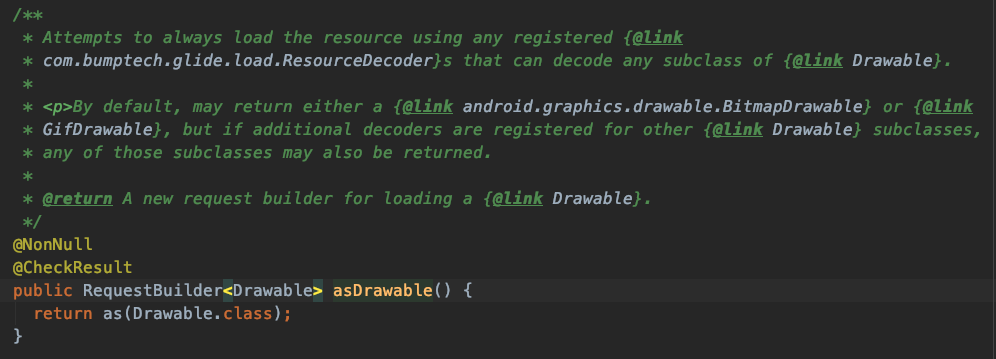 /**
 * Attempts to always load the resource using any registered {@link
 * com.bumptech.glide.load.ResourceDecoder}s that can decode any subclass of {@link Drawable}.
 *
 * <p>By default, may return either a {@link android.graphics.drawable.BitmapDrawable} or {@link
 * GifDrawable}, but if additional decoders are registered for other {@link Drawable} subclasses,
 * any of those subclasses may also be returned.
 *
 * @return A new request builder for loading a {@link Drawable}.
 */
@NonNull
@CheckResult
public RequestBuilder<Drawable> asDrawable() {
  return as(Drawable.class);
}